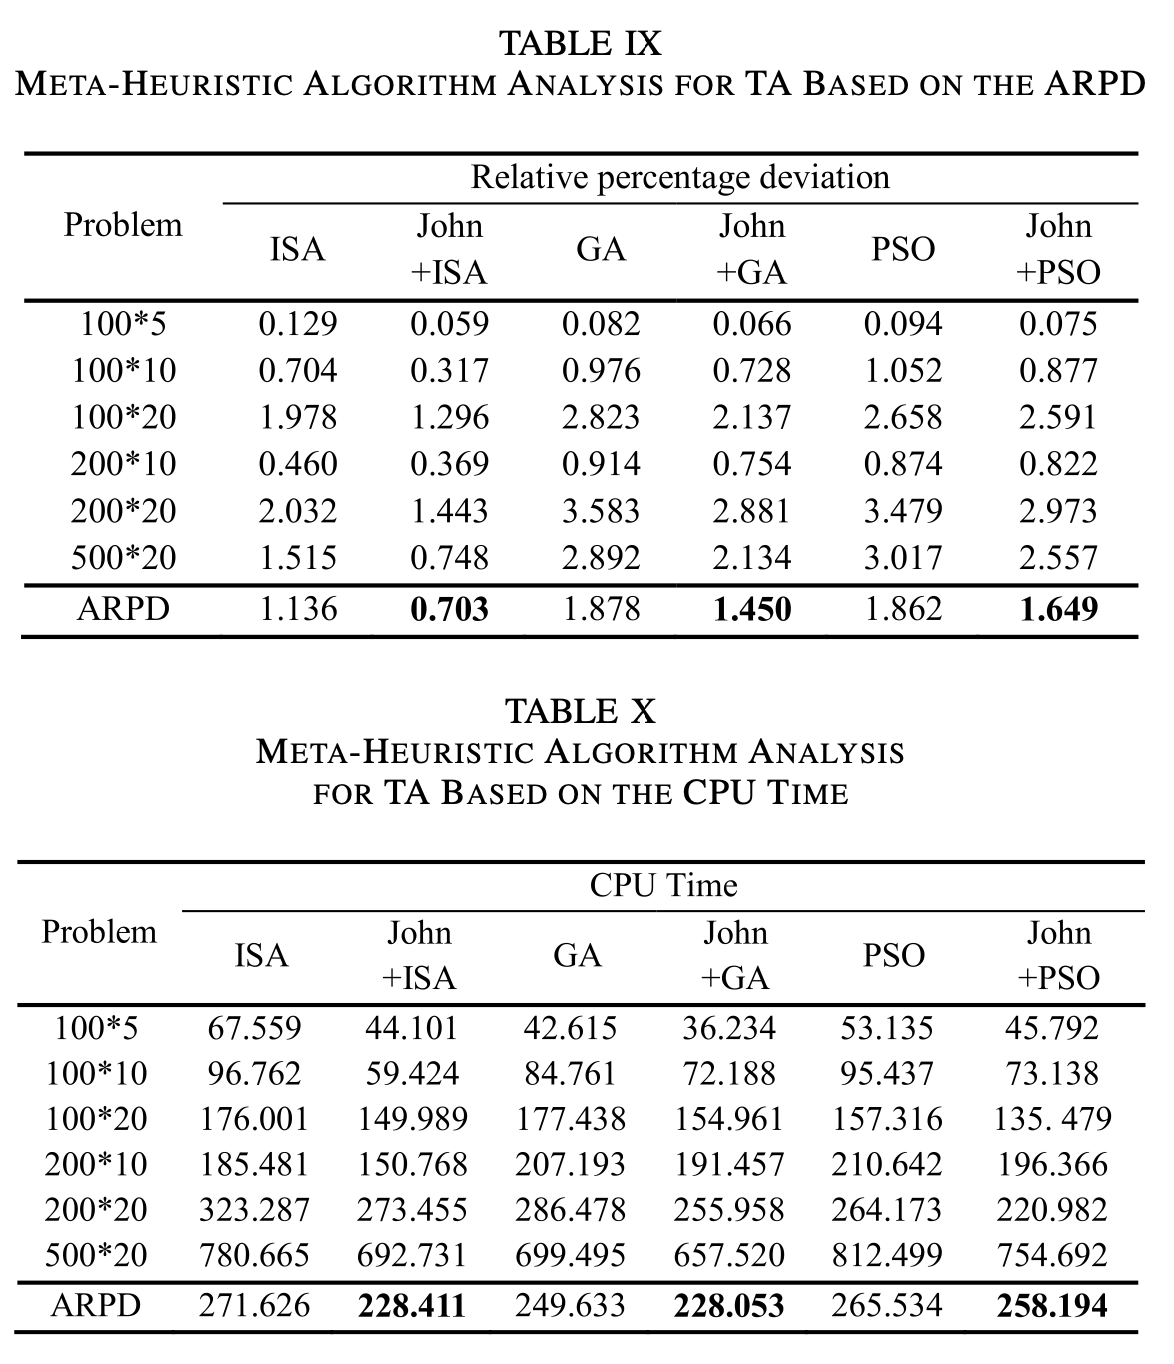 TABLE IX
META-HEURISTIC ALGORITHM ANALYSIS FOR TA BASED ON THE ARPD
Problem Relative percentage deviation
ISA John +ISA GA John +GA PSO John +PSO
100*5 0.129 0.059 0.082 0.066 0.094 0.075
100*10 0.704 0.317 0.976 0.728 1.052 0.877
100*20 1.978 1.296 2.823 2.137 2.658 2.591
200*10 0.460 0.369 0.914 0.754 0.874 0.822
200*20 2.032 1.443 3.583 2.881 3.479 2.973
500*20 1.515 0.748 2.892 2.134 3.017 2.557
ARPD 1.136 0.703 1.878 1.450 1.862 1.649
TABLE X
META-HEURISTIC ALGORITHM ANALYSIS
FOR TA BASED ON THE CPU TIME
Problem CPU Time
ISA John +ISA GA John +GA PSO John +PSO
100*5 67.559 44.101 42.615 36.234 53.135 45.792
100*10 96.762 59.424 84.761 72.188 95.437 73.138
100*20 176.001 149.989 177.438 154.961 157.316 135. 479
200*10 185.481 150.768 207.193 191.457 210.642 196.366
200*20 323.287 273.455 286.478 255.958 264.173 220.982
500*20 780.665 692.731 699.495 657.520 812.499 754.692
ARPD 271.626 228.411 249.633 228.053 265.534 258.194